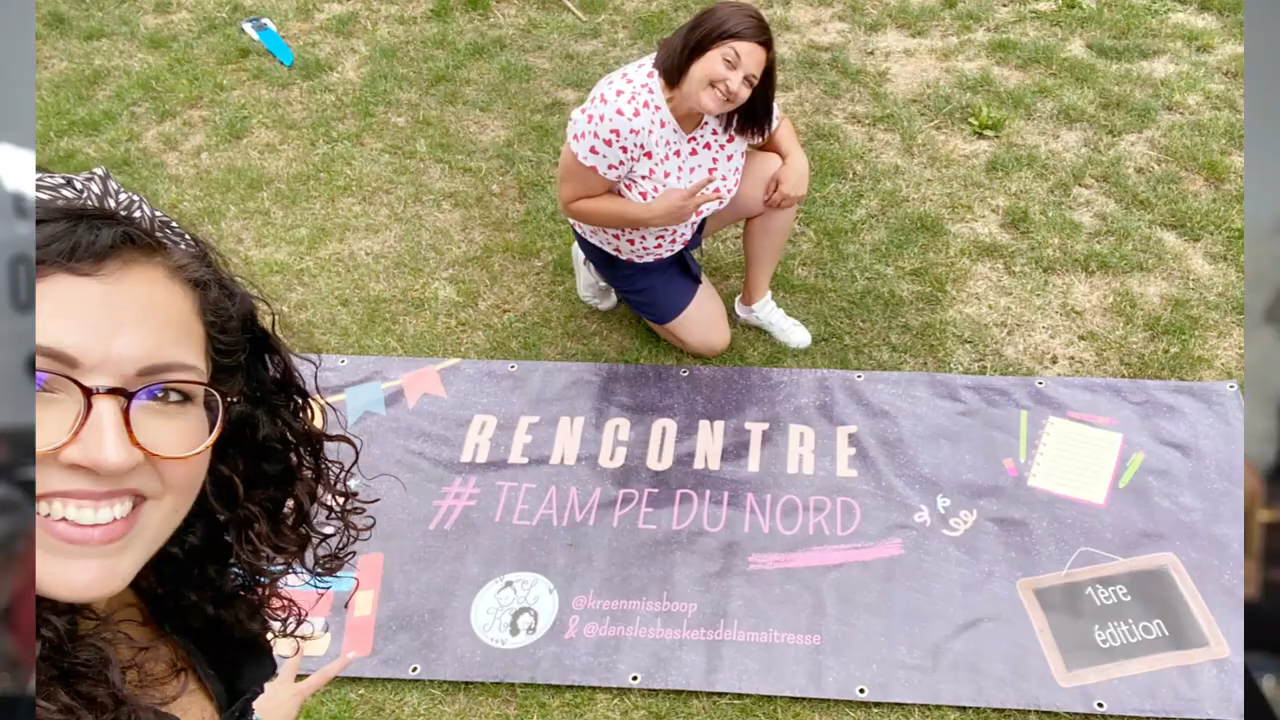 RENCONTRE
# TEAM PE DU NORD
@kreenmissboop
& @danslesbasketsdelamaitresse
1ère
édition